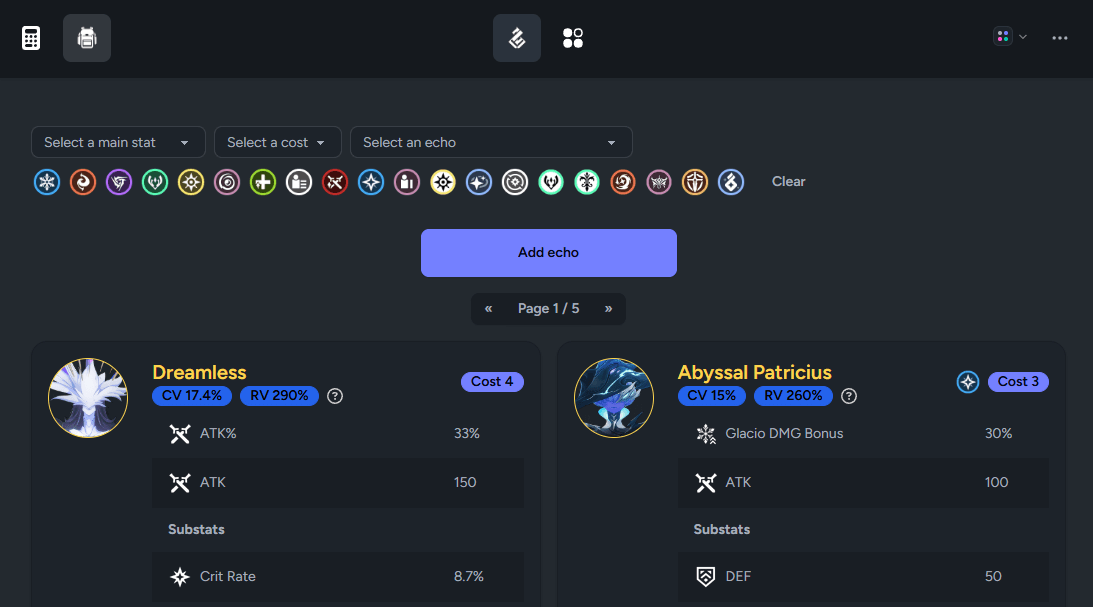 Select a main stat Select a cost Select an echo
Clear
Add echo
« Page 1 / 5 »
Dreamless
Cost 4
CV 17.4% RV 290% ?
ATK% 33%
ATK 150
Substats
Crit Rate 8.7%
Abyssal Patricius
Cost 3
CV 15% RV 260% ?
Glacio DMG Bonus 30%
ATK 100
Substats
DEF 50